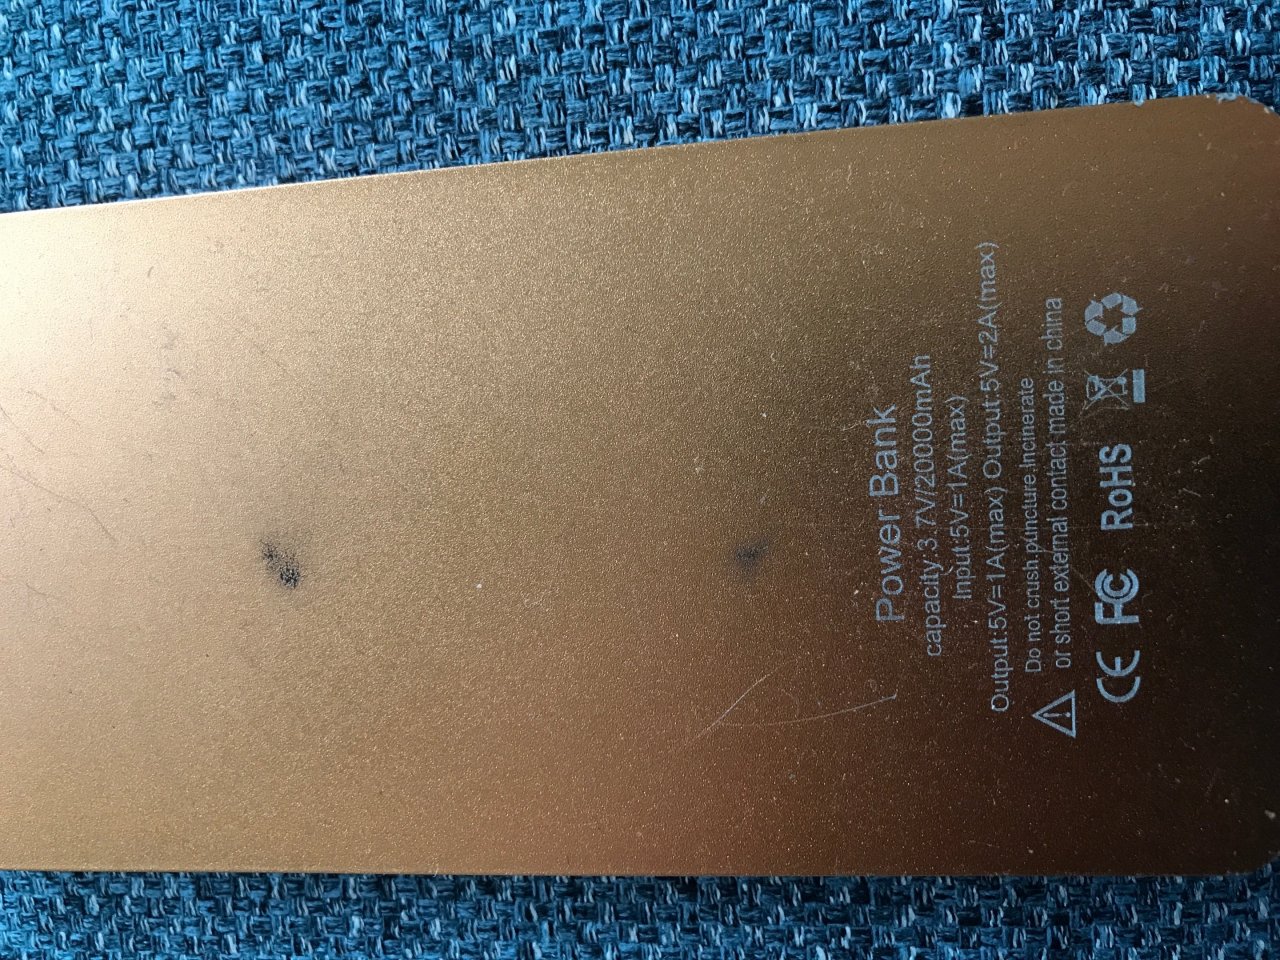 Power Bank
capacity:3.7V/20000mAh
Input:5V=1A(max)
Output:5V=1A(max) Output:5V=2A(max)
Do not crush.puncture.Incinerate
or short external contact made in china
CE FC RoHS